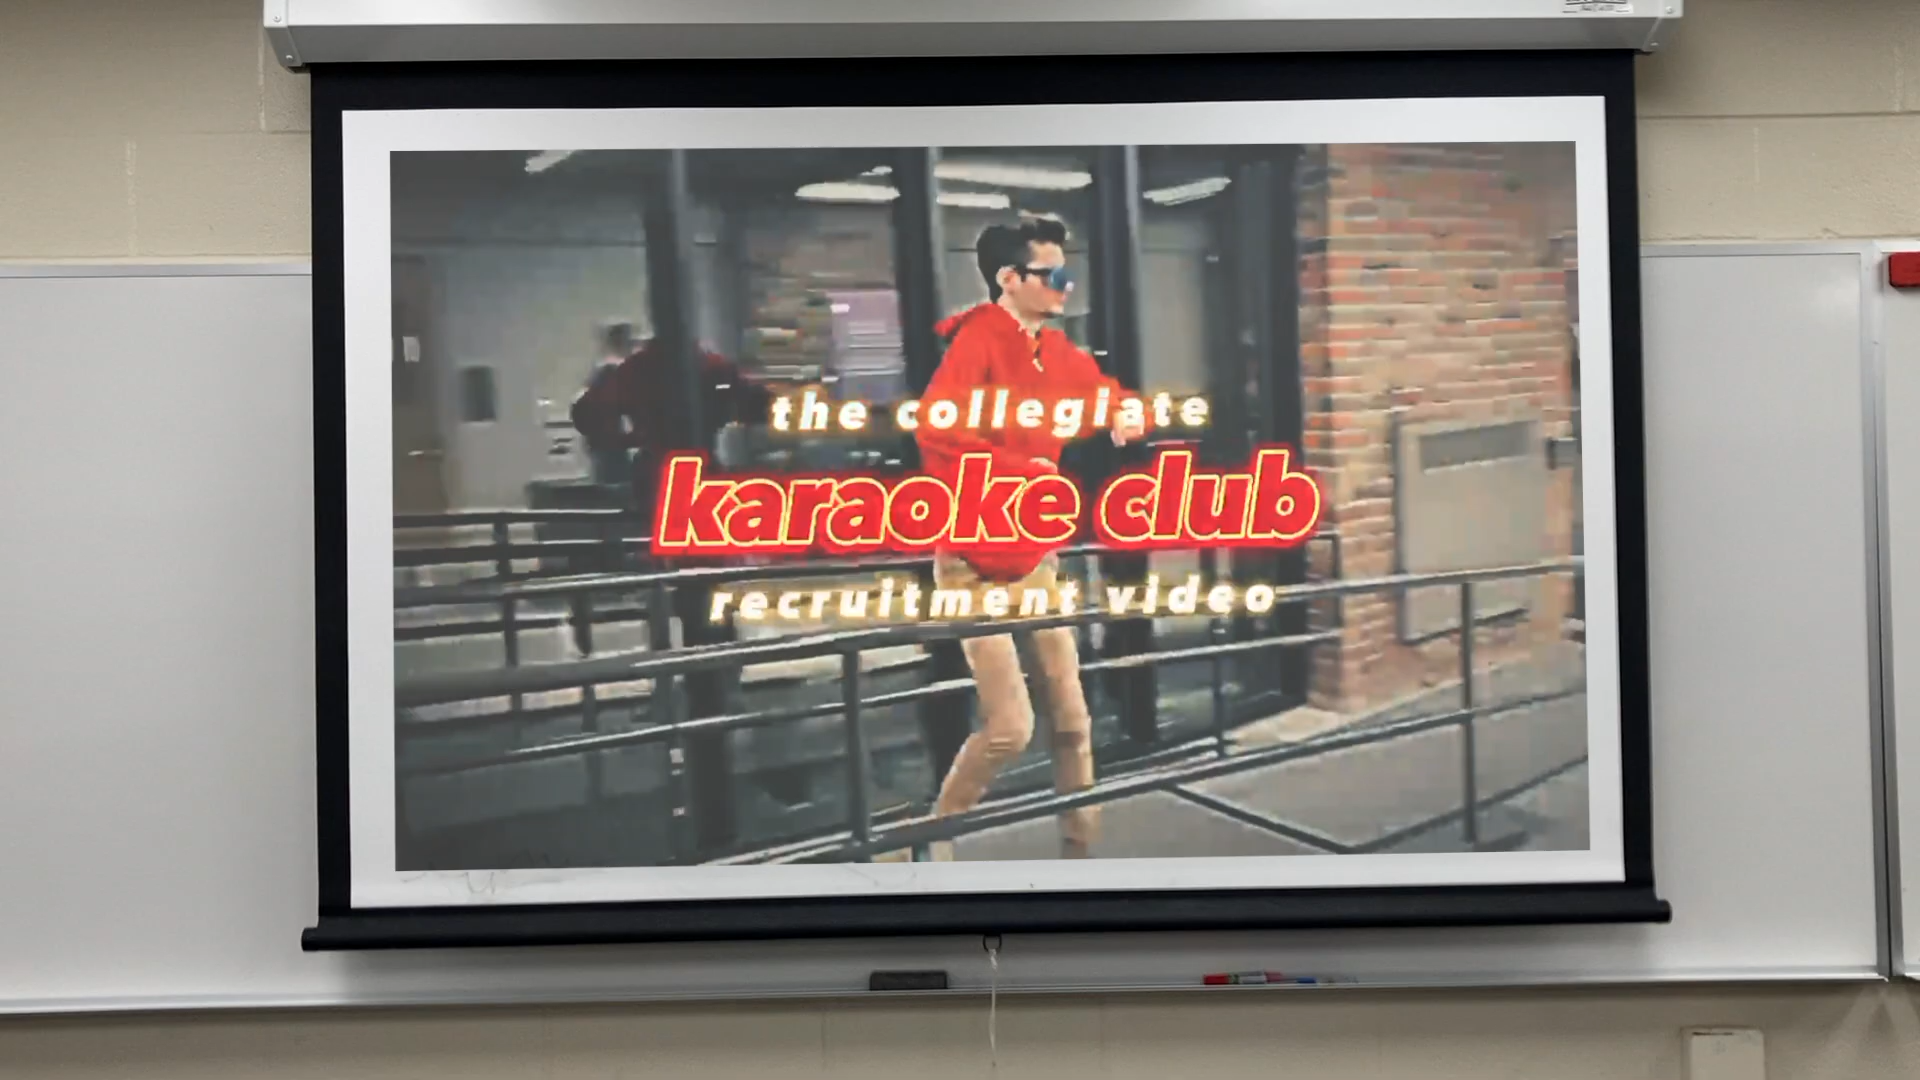 the collegiate
karaoke club
recruitment video